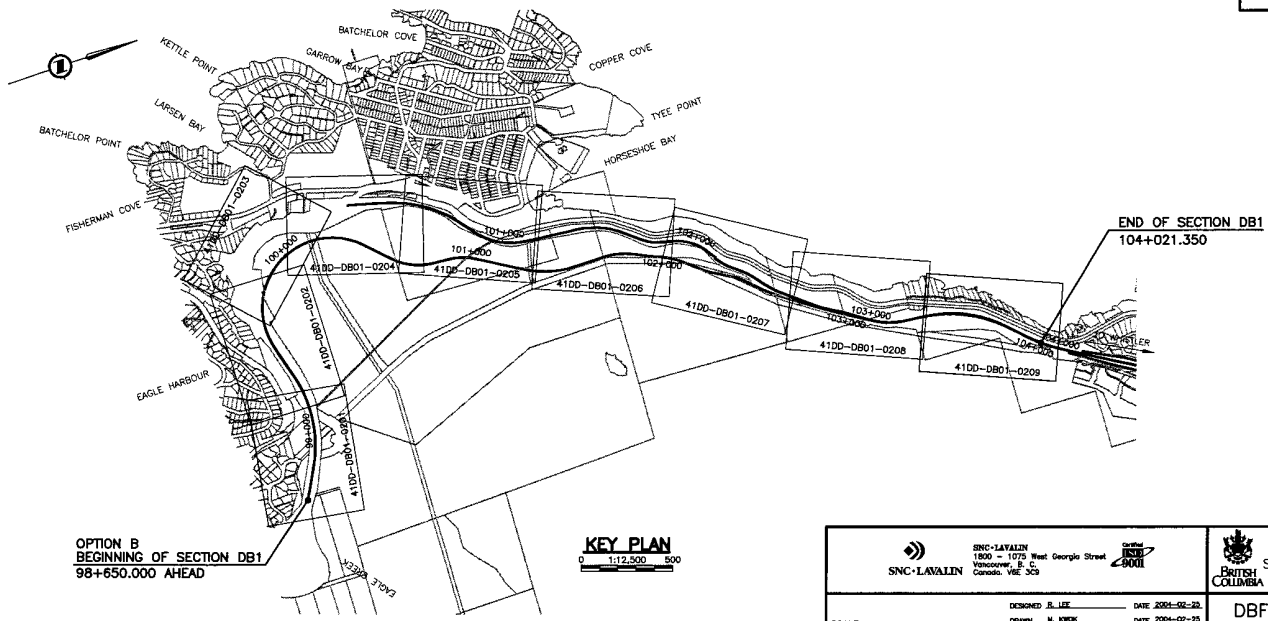 BATCHELOR COVE
KETTLE POINT
GARROW BAY
COPPER COVE
LARSEN BAY
TYEE POINT
BATCHELOR POINT
HORSESHOE BAY
FISHERMAN COVE
END OF SECTION DB1
104+021.350
41DD-DB01-0203
100+000
101+000
101+000
102+000
41DD-DB01-0204
41DD-DB01-0205
41DD-DB01-0206
41DD-DB01-0207
103+000
103+000
41DD-DB01-0208
104+000
WHISTLER
41DD-DB01-0209
41DD-DB01-0202
EAGLE HARBOUR
41DD-DB01-0201
OPTION B
BEGINNING OF SECTION DB1
98+650.000 AHEAD
EAGLE CREEK
KEY PLAN
0 1:12,500 500
SNC•LAVALIN
SNC•LAVALIN
1800 - 1075 West Georgia Street
Vancouver, B. C.
Canada. V6E 3C9
Certified
ISO
9001
BRITISH
COLUMBIA
S
DESIGNED R. LEE DATE 2004-02-25
DRAWN M. KWOK DATE 2004-02-25
DBF